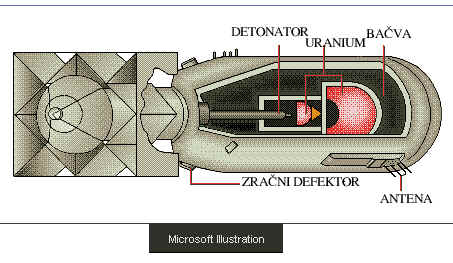 DETONATOR
URANIUM
BAČVA
ZRAČNI DEFEKTOR
ANTENA
Microsoft Illustration